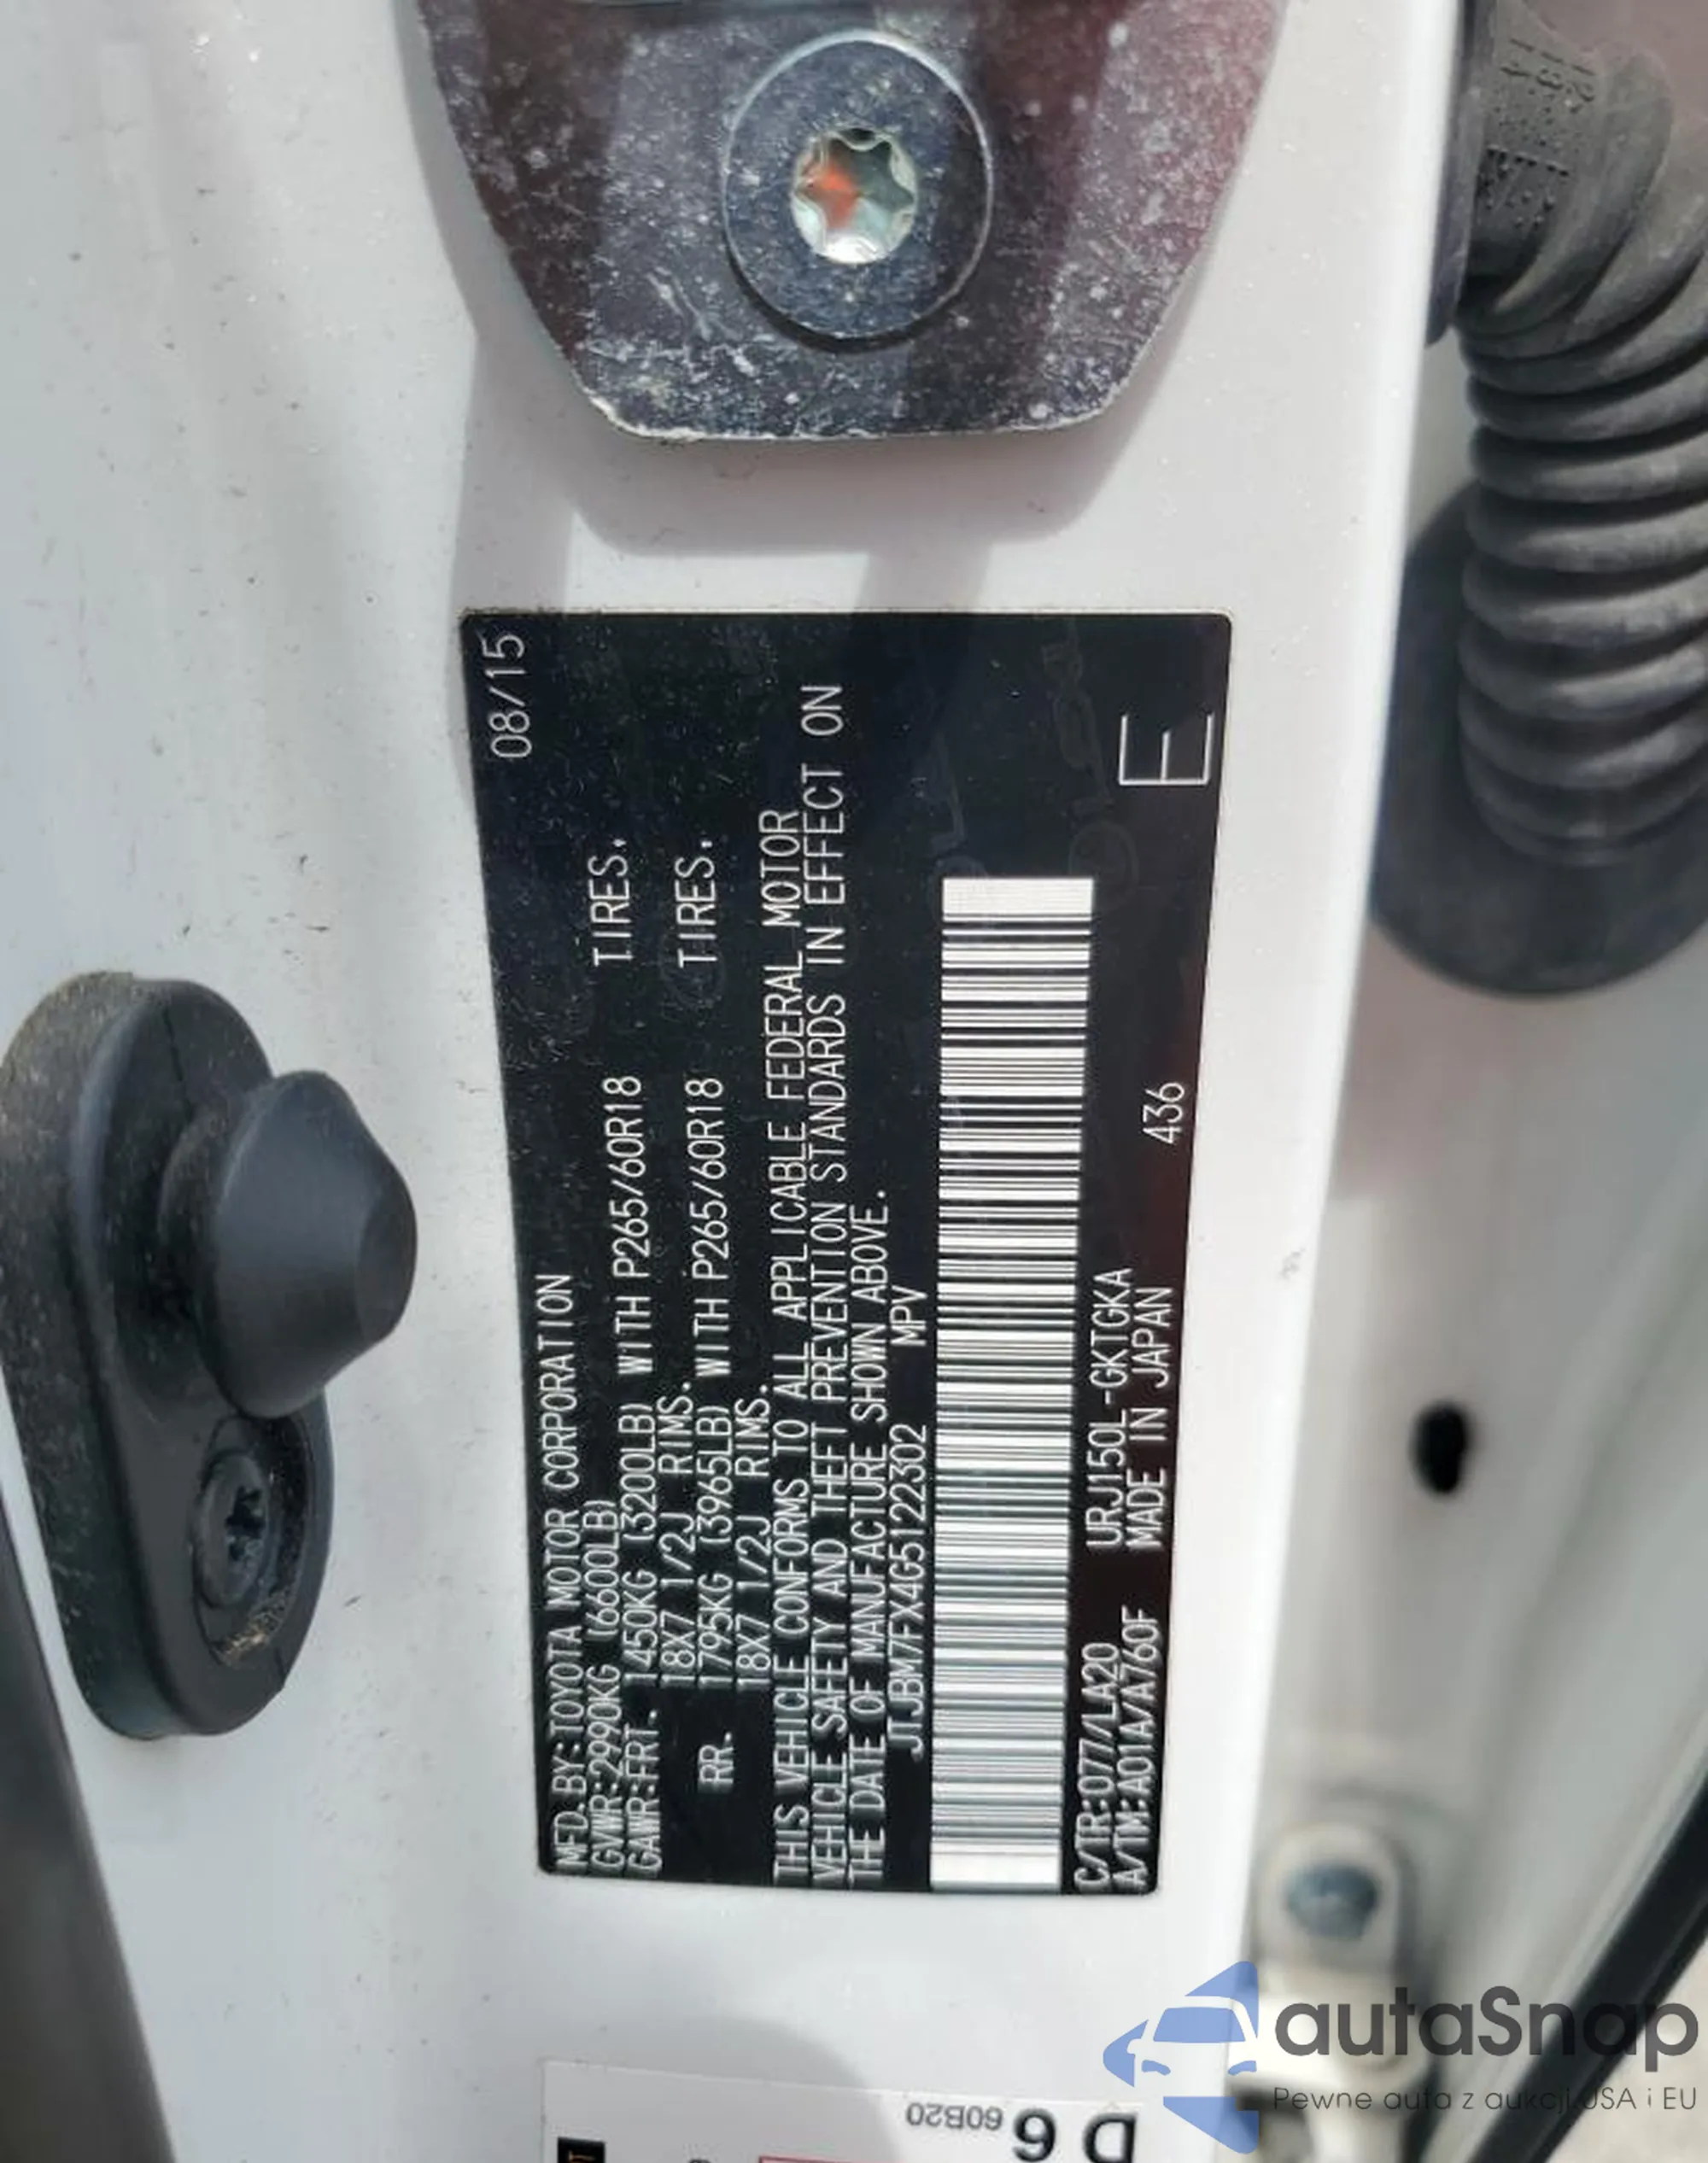 08/15
MFD. BY: TOYOTA MOTOR CORPORATION
GVWR: 2990KG (6600LB)
GAWR: FRT. 1450KG (3200LB) WITH P265/60R18 TIRES.
18X7 1/2J RIMS.
RR. 1795KG (3965LB) WITH P265/60R18 TIRES.
18X7 1/2J RIMS.
THIS VEHICLE CONFORMS TO ALL APPLICABLE FEDERAL MOTOR
VEHICLE SAFETY AND THEFT PREVENTION STANDARDS IN EFFECT ON
THE DATE OF MANUFACTURE SHOWN ABOVE.
JTJBM7FX4G5122302 MPV
C/TR: 077/LA20 URJ150L-GKTGKA
A/TM: A01A/A760F MADE IN JAPAN 436
E
D 6 60B20
autaSnap
Pewne auta z aukcji USA i EU